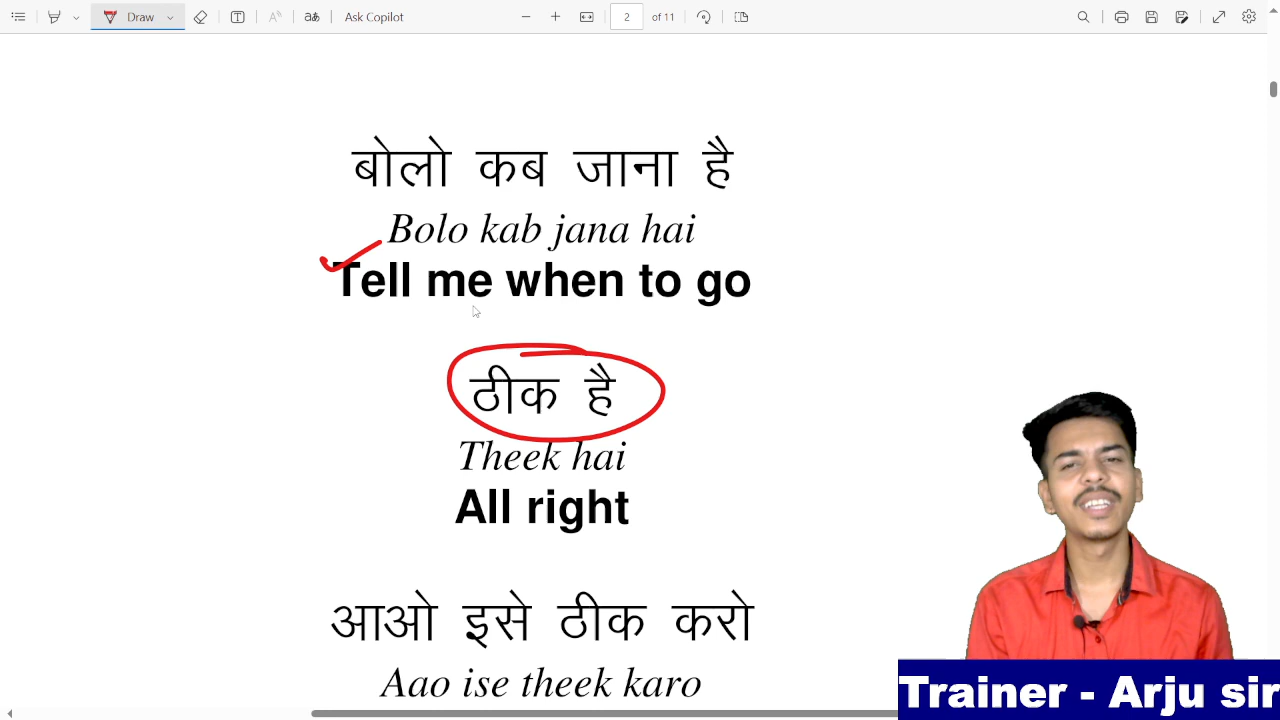 Draw
Ask Copilot
2 of 11
बोलो कब जाना है
Bolo kab jana hai
Tell me when to go
ठीक है
Theek hai
All right
आओ इसे ठीक करो
Aao ise theek karo
Trainer - Arju sir